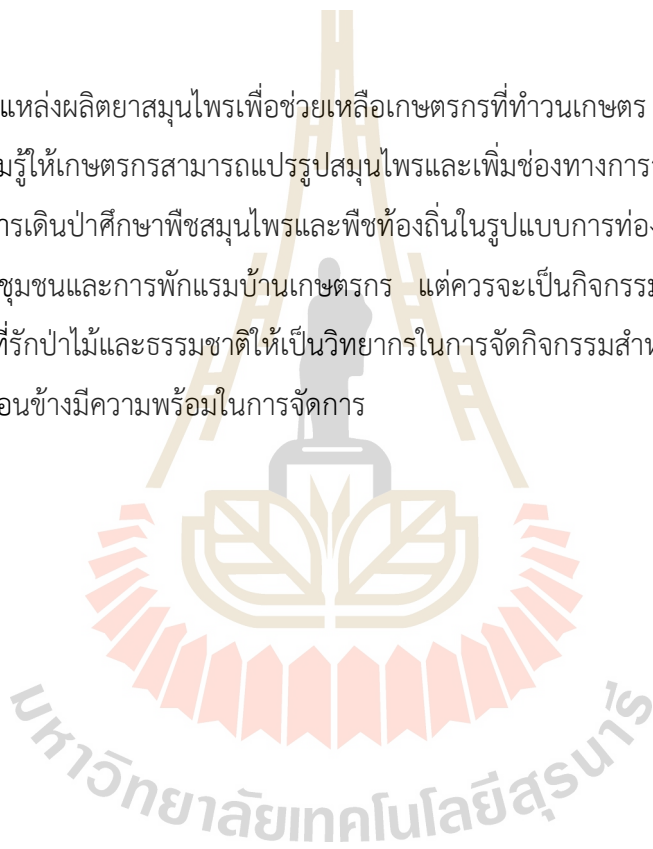 แหล่งผลิตยาสมุนไพรเพื่อช่วยเหลือเกษตรกรที่ทำวนเกษตร
มรู้ให้เกษตรกรสามารถแปรรูปสมุนไพรและเพิ่มช่องทางการ
ารเดินป่าศึกษาพืชสมุนไพรและพืชท้องถิ่นในรูปแบบการท่อง
ชุมชนและการพักแรมบ้านเกษตรกร แต่ควรจะเป็นกิจกรรม
ที่รักป่าไม้และธรรมชาติให้เป็นวิทยากรในการจัดกิจกรรมสำห
อนข้างมีความพร้อมในการจัดการ
มหาวิทยาลัยเทคโนโลยีสุรนารี